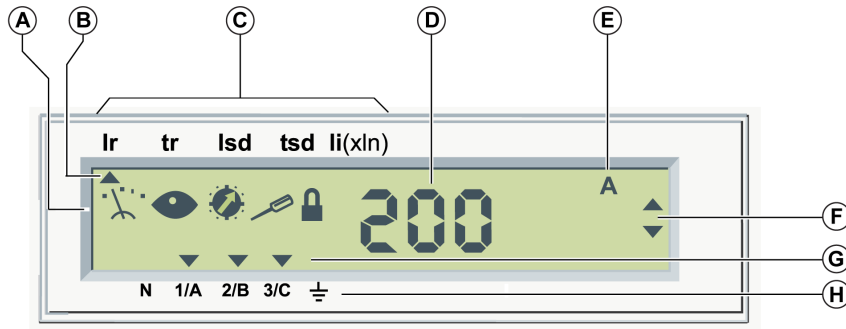 A B C D E
Ir tr Isd tsd Ii(xIn)
A
200
F
G
N 1/A 2/B 3/C
H